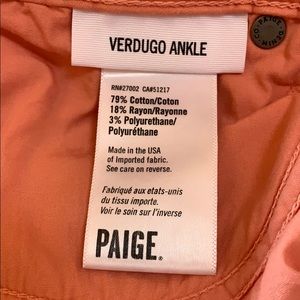 VERDUGO ANKLE
PAIGE
RN#27002 CA#51217
79% Cotton/Coton
18% Rayon/Rayonne
3% Polyurethane/
Polyuréthane
Made in the USA
of Imported fabric.
See care on reverse.
Fabriqué aux etats-unis
du tissu importe.
Voir le soin sur l'inverse
PAIGE®